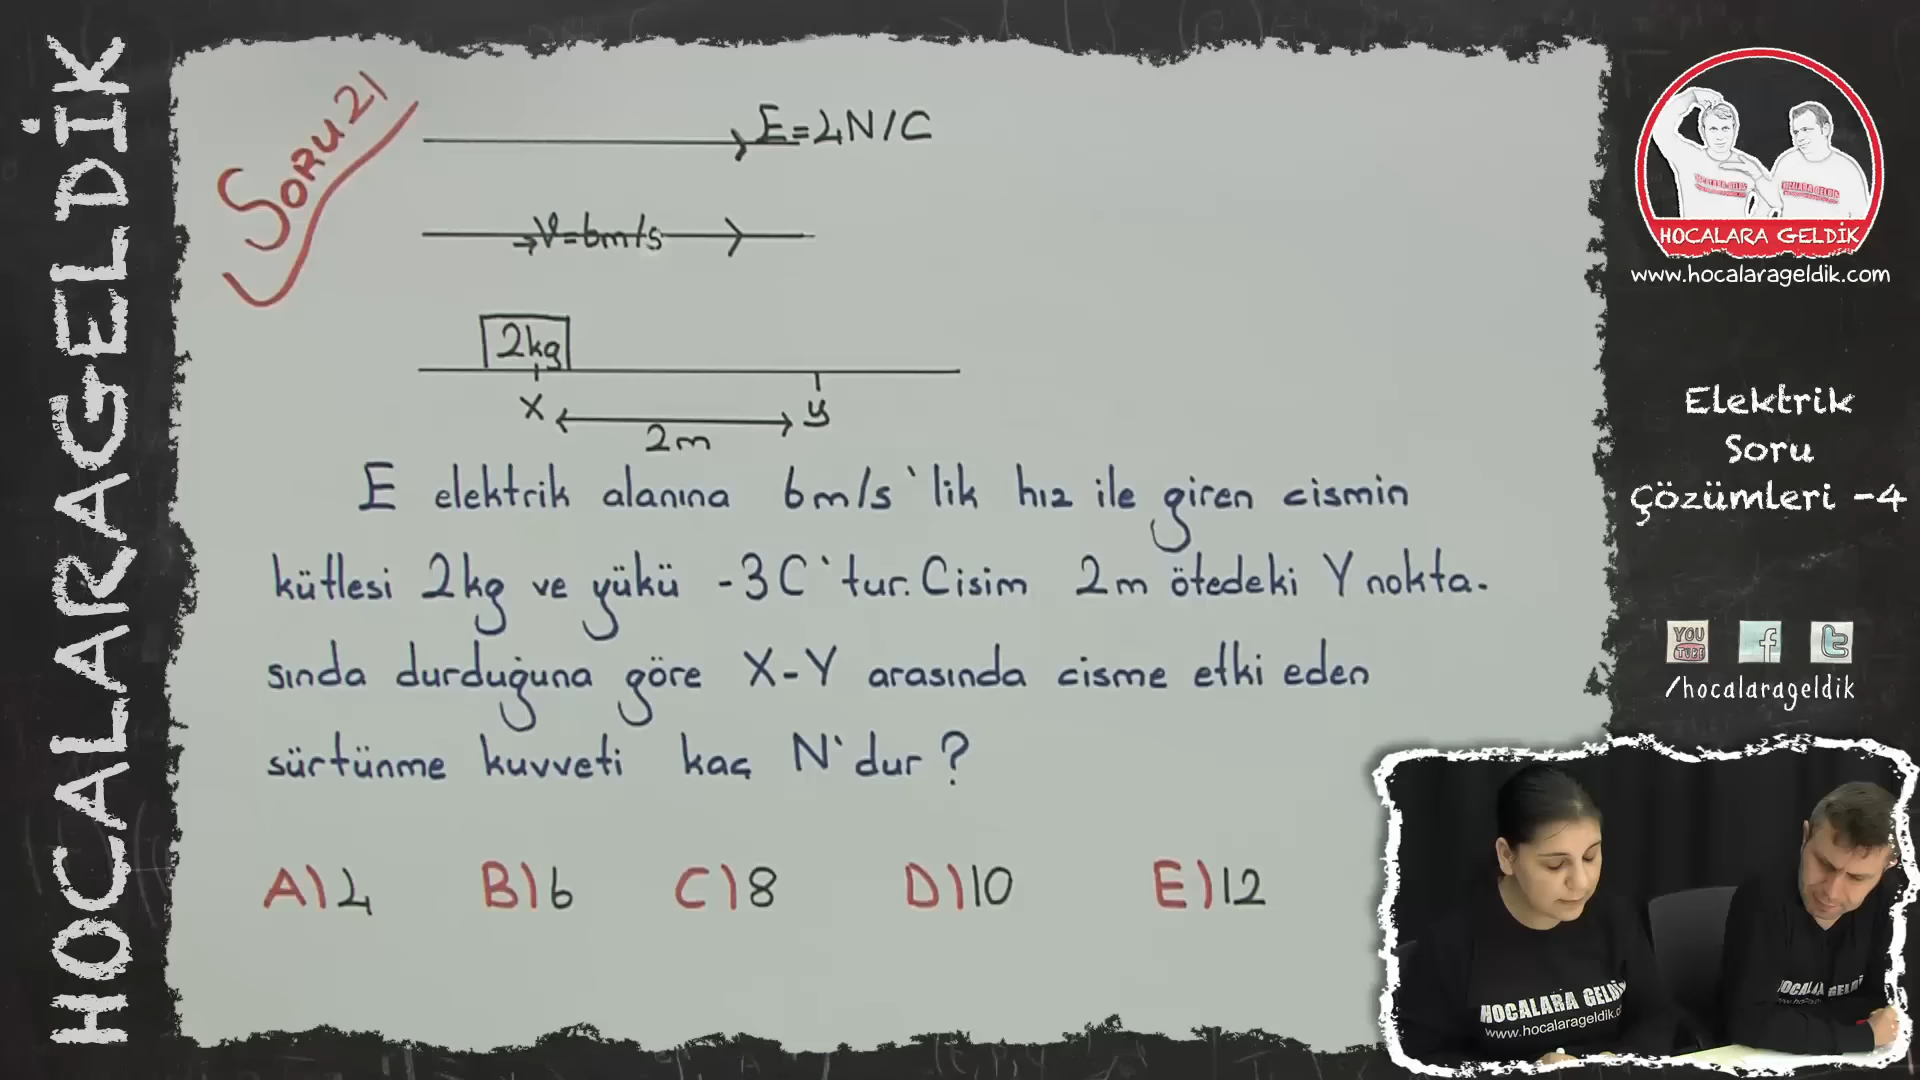 HOCALARAGELDİK
SORU 21
E=4N/C
V=6m/s
2kg
X
y
2m
E elektrik alanına 6m/s'lik hız ile giren cismin
kütlesi 2kg ve yükü -3C'tur. Cisim 2m ötedeki Y nokta-
sında durduğuna göre X-Y arasında cisme etki eden
sürtünme kuvveti kaç N'dur?
A) 4 B) 6 C) 8 D) 10 E) 12
HOCALARA GELDİK
www.hocalarageldik.com
Elektrik
Soru
Çözümleri -4
YOU
TUBE
/hocalarageldik
HOCALARA GELDİ
www.hocalarageldik.c